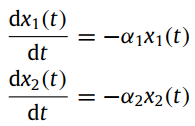 dx₁(t)/dt = −α₁x₁(t)
dx₂(t)/dt = −α₂x₂(t)